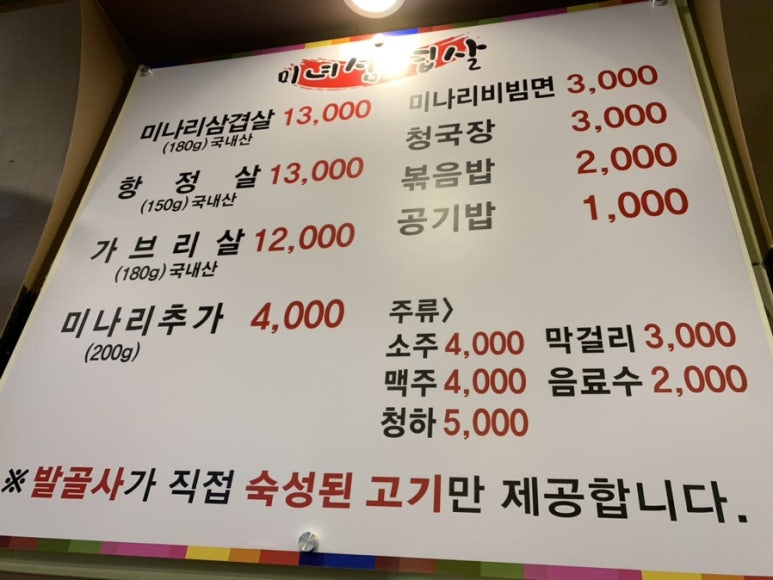 미나리삼겹살 13,000
(180g) 국내산
항 정 살 13,000
(150g) 국내산
가브리살 12,000
(180g) 국내산
미나리추가 4,000
(200g)
미나리비빔면 3,000
청국장 3,000
볶음밥 2,000
공기밥 1,000
주류〉
소주 4,000 막걸리 3,000
맥주 4,000 음료수 2,000
청하 5,000
※발골사가 직접 숙성된 고기만 제공합니다.